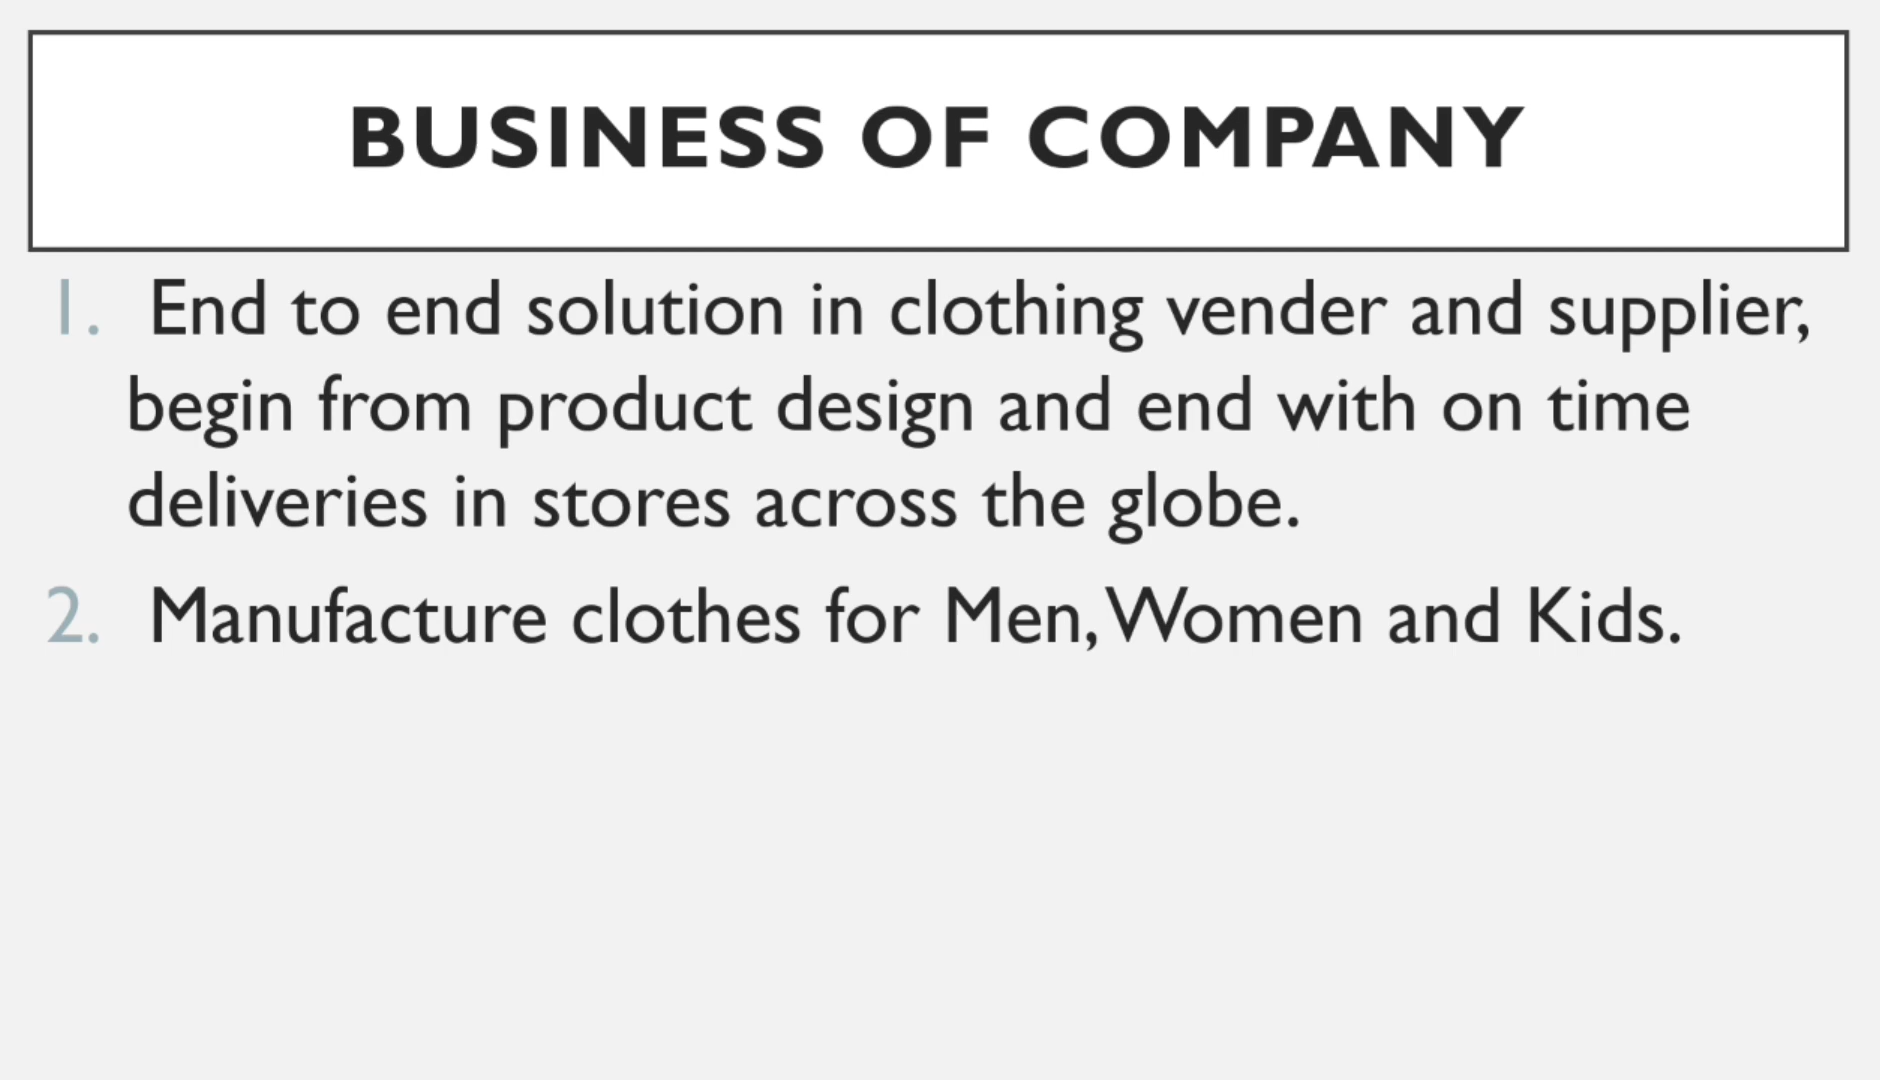 BUSINESS OF COMPANY
1. End to end solution in clothing vender and supplier,
begin from product design and end with on time
deliveries in stores across the globe.
2. Manufacture clothes for Men, Women and Kids.